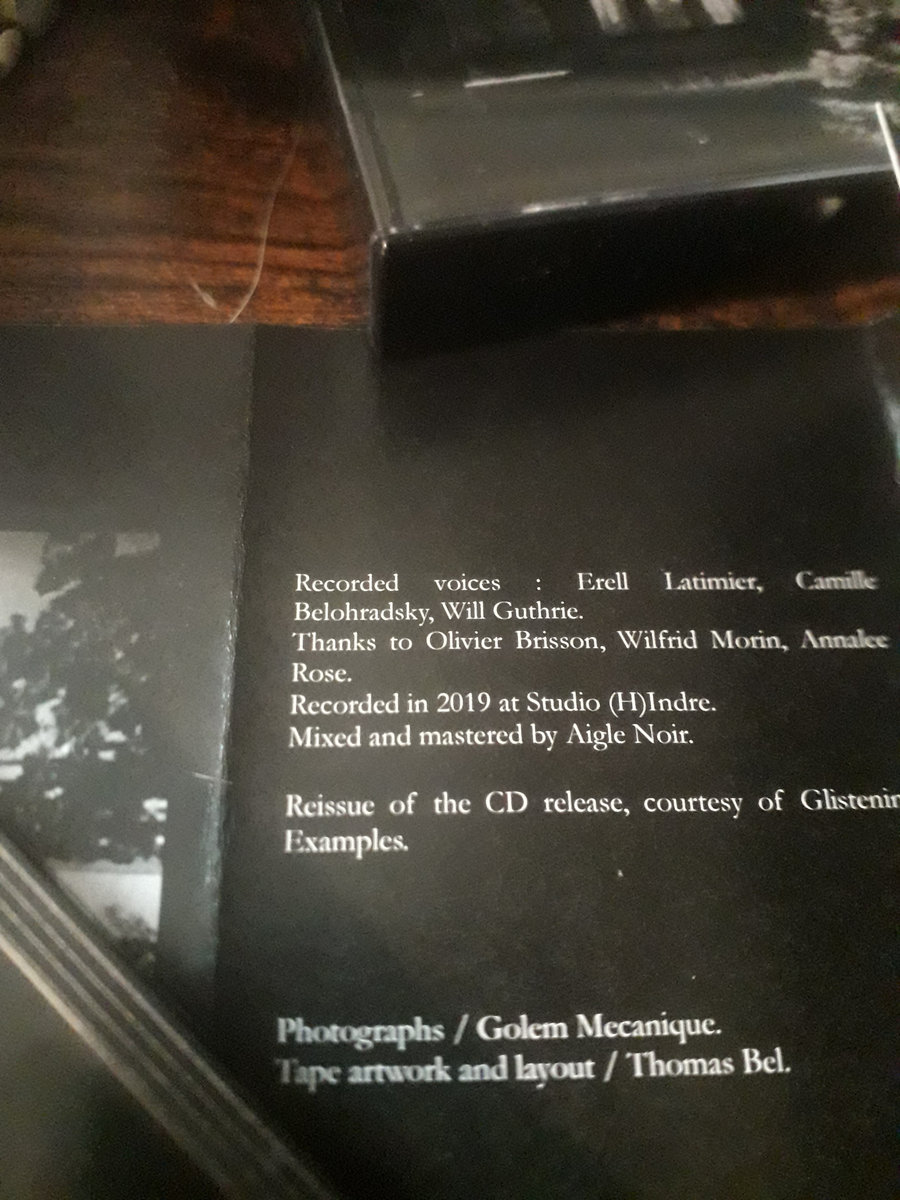 Recorded voices : Erell Latimier, Camille
Belohradsky, Will Guthrie.
Thanks to Olivier Brisson, Wilfrid Morin, Annalee
Rose.
Recorded in 2019 at Studio (H)Indre.
Mixed and mastered by Aigle Noir.
Reissue of the CD release, courtesy of Glistenin
Examples.
Photographs / Golem Mecanique.
Tape artwork and layout / Thomas Bel.